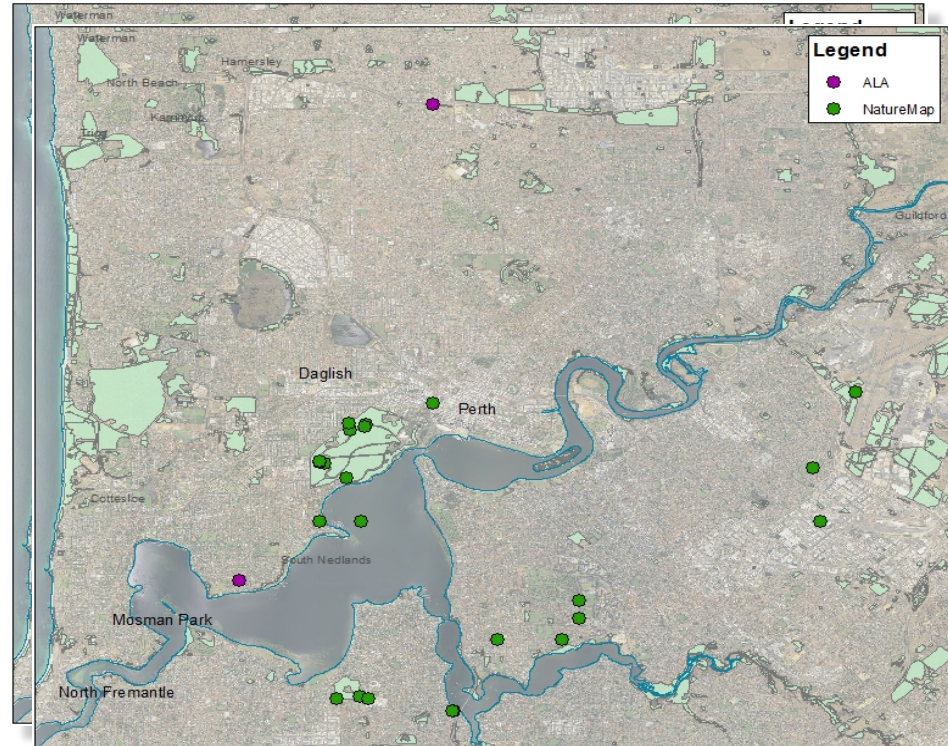 Waterman
Legend
Waterman
Hamersley
North Beach
Karrinyup
Trigg
Legend
ALA
NatureMap
Guildford
Daglish
Perth
Cottesloe
South Nedlands
Mosman Park
North Fremantle